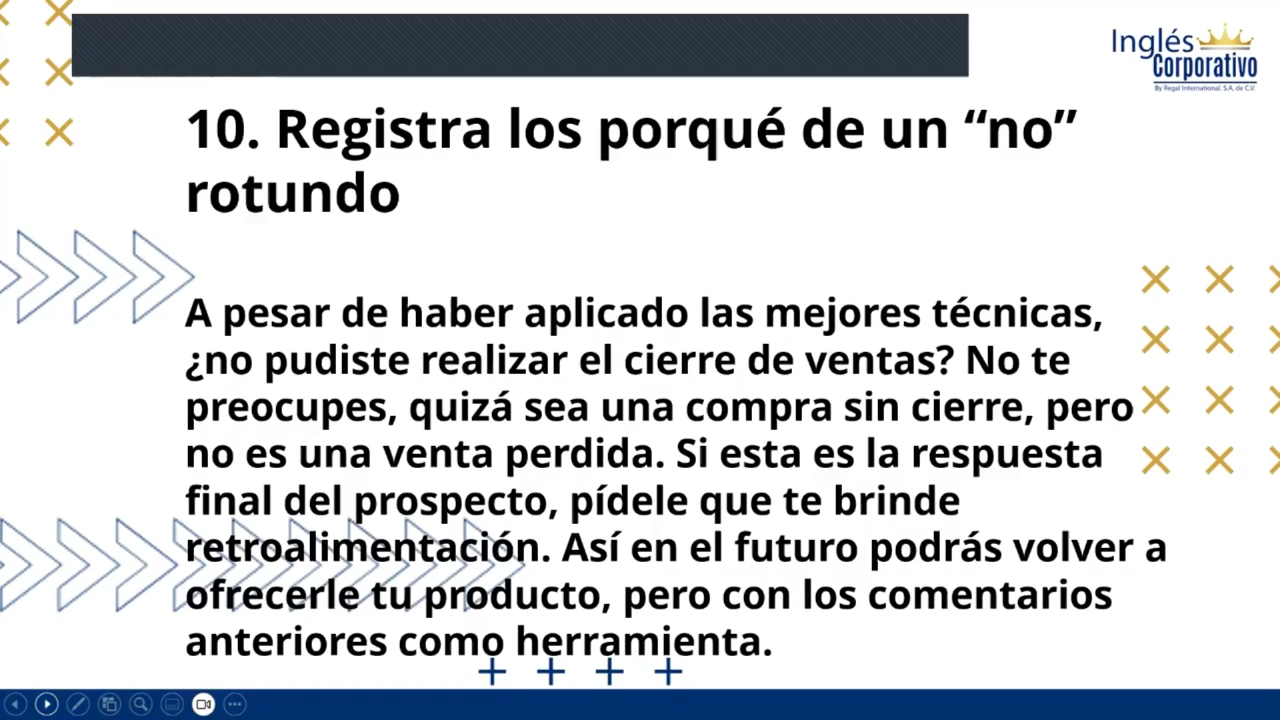 Inglés
Corporativo
By Regal International, S.A. de C.V.
10. Registra los porqué de un “no”
rotundo
A pesar de haber aplicado las mejores técnicas,
¿no pudiste realizar el cierre de ventas? No te
preocupes, quizá sea una compra sin cierre, pero
no es una venta perdida. Si esta es la respuesta
final del prospecto, pídele que te brinde
retroalimentación. Así en el futuro podrás volver a
ofrecerle tu producto, pero con los comentarios
anteriores como herramienta.